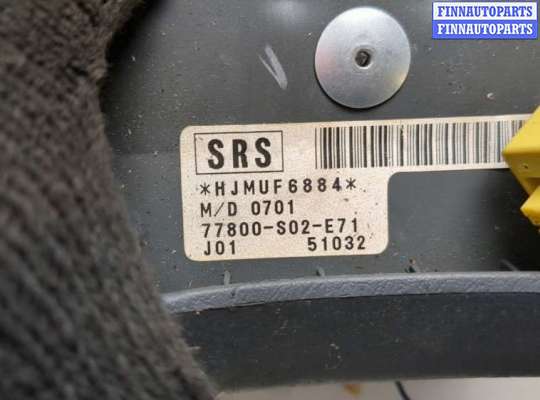 FINNAUTOPARTS
FINNAUTOPARTS
SRS
*HJMUF6884*
M/D 0701
77800-S02-E71
J01 51032